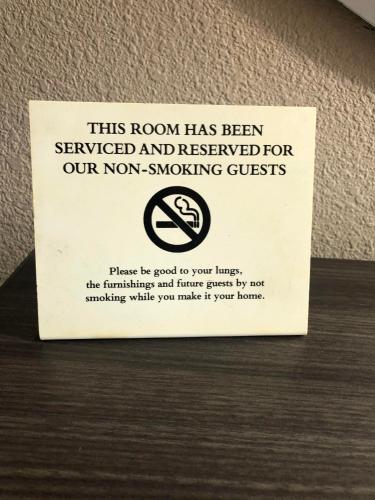 THIS ROOM HAS BEEN
SERVICED AND RESERVED FOR
OUR NON-SMOKING GUESTS
Please be good to your lungs,
the furnishings and future guests by not
smoking while you make it your home.